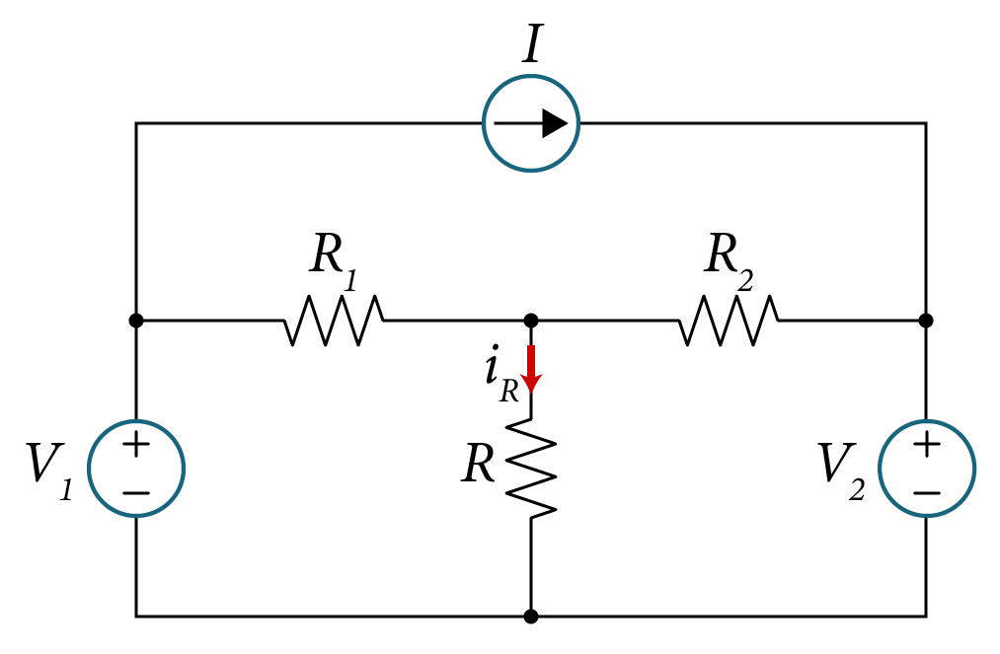 I
R1
R2
iR
V1
+
−
R
V2
+
−